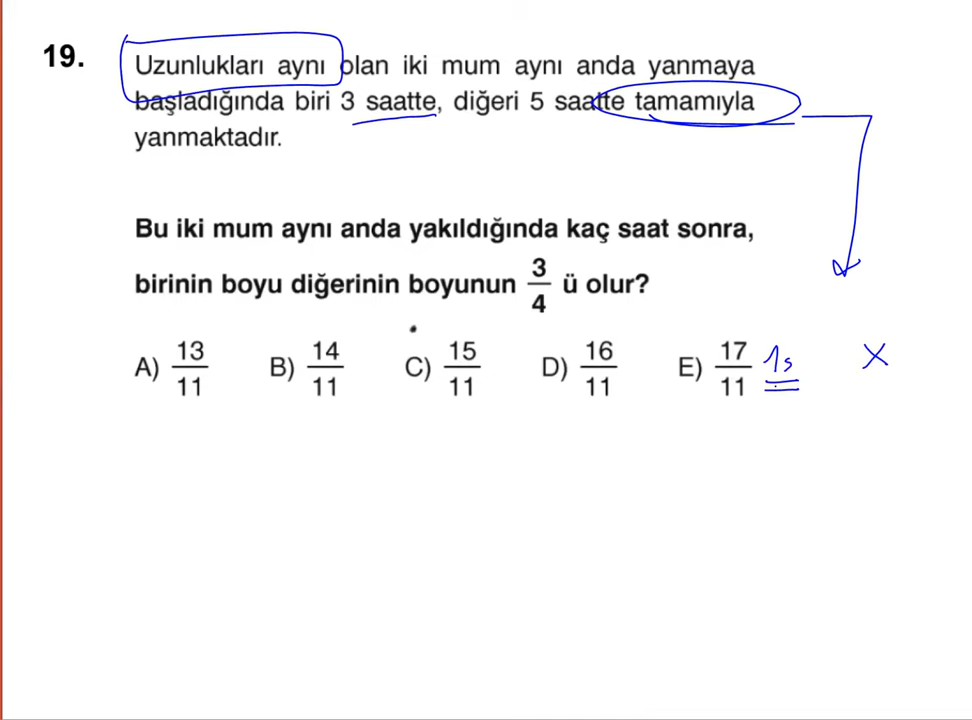 19.
Uzunlukları aynı olan iki mum aynı anda yanmaya
başladığında biri 3 saatte, diğeri 5 saatte tamamıyla
yanmaktadır.
Bu iki mum aynı anda yakıldığında kaç saat sonra,
birinin boyu diğerinin boyunun 3/4 ü olur?
A) 13/11 B) 14/11 C) 15/11 D) 16/11 E) 17/11 1s x